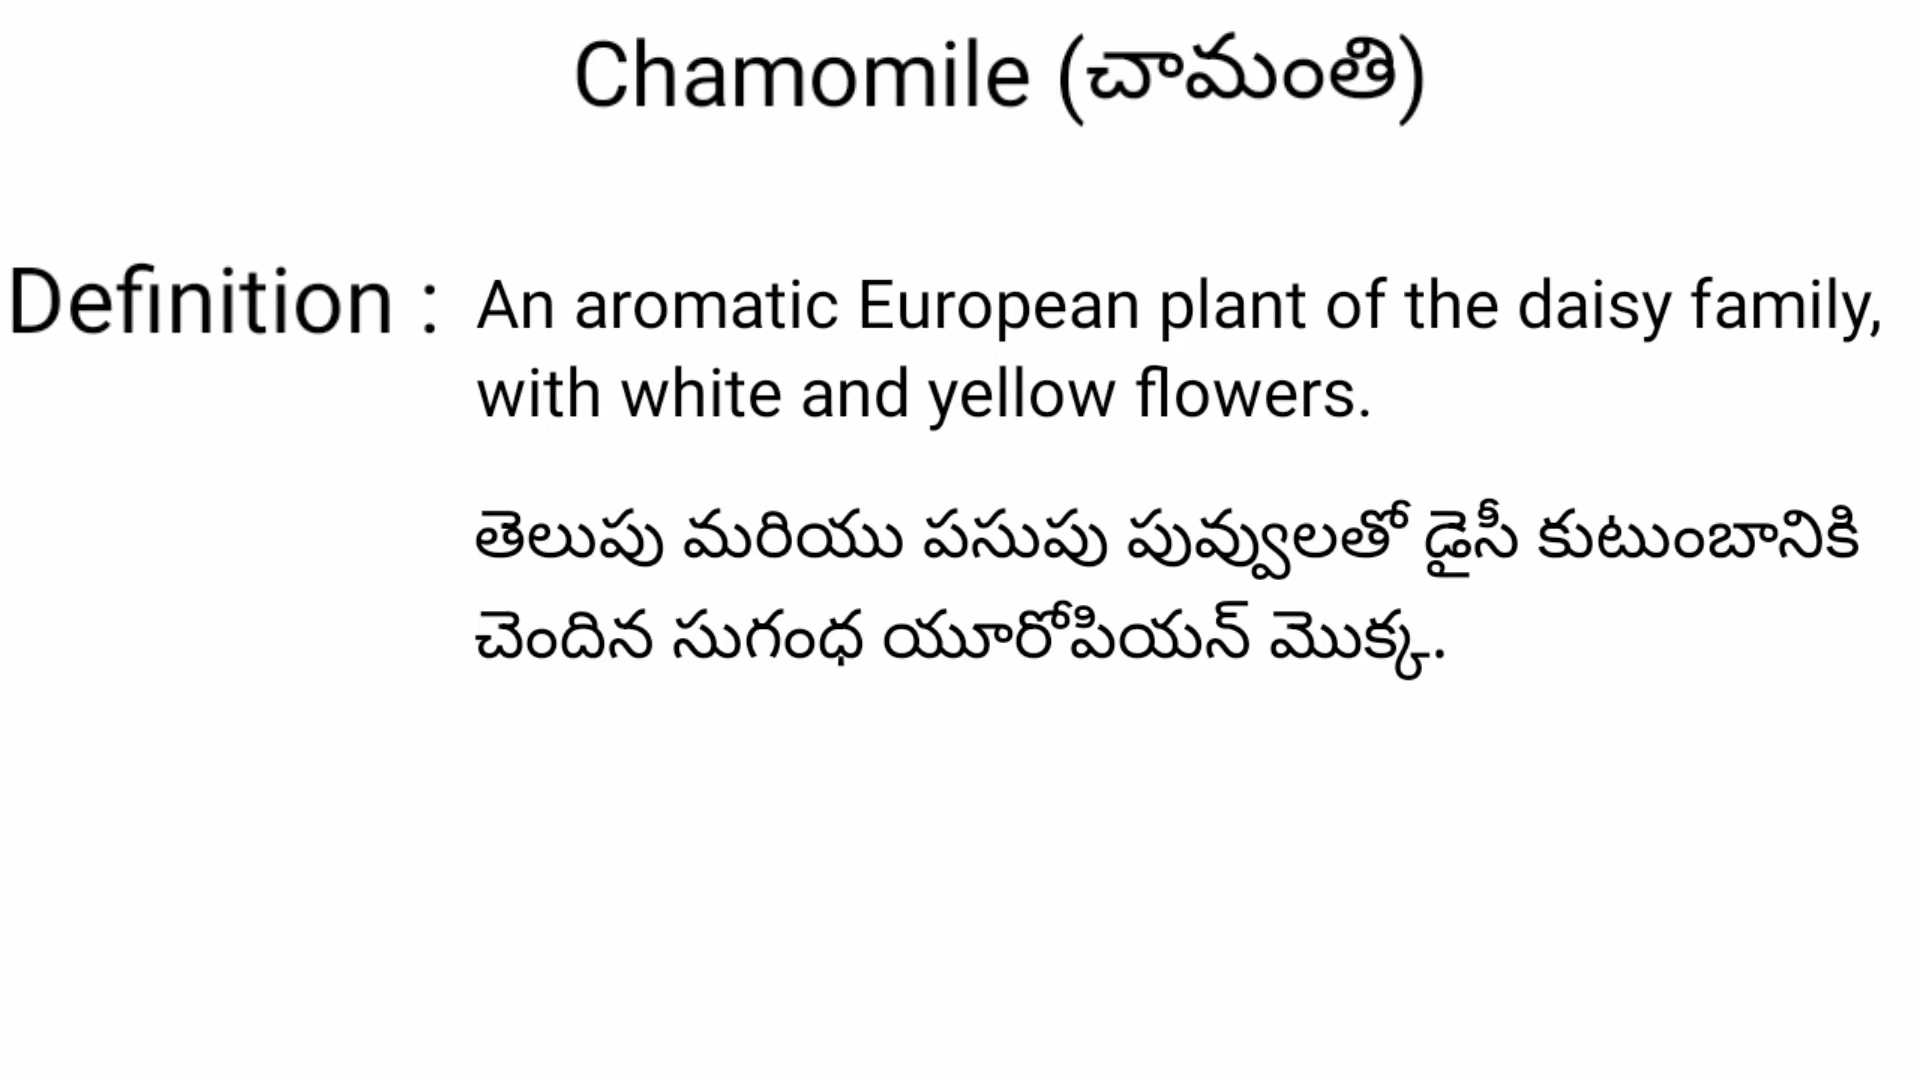 Chamomile (చామంతి)
Definition : An aromatic European plant of the daisy family,
with white and yellow flowers.
తెలుపు మరియు పసుపు పువ్వులతో డైసీ కుటుంబానికి
చెందిన సుగంధ యూరోపియన్ మొక్క.